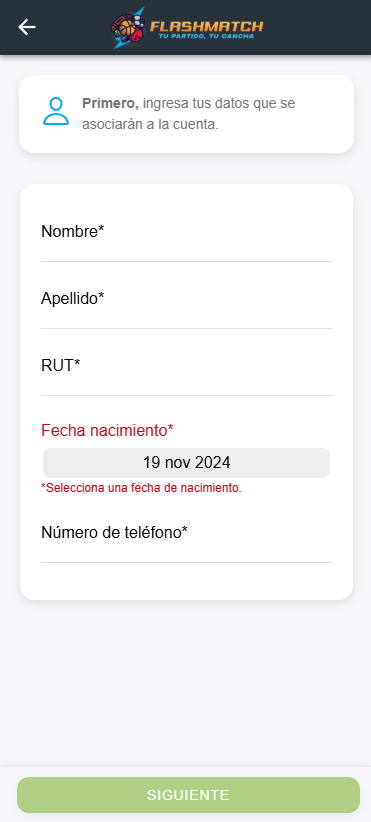 FLASHMATCH
TU PARTIDO, TU CANCHA
Primero, ingresa tus datos que se
asociarán a la cuenta.
Nombre*
Apellido*
RUT*
Fecha nacimiento*
19 nov 2024
*Selecciona una fecha de nacimiento.
Número de teléfono*
SIGUIENTE